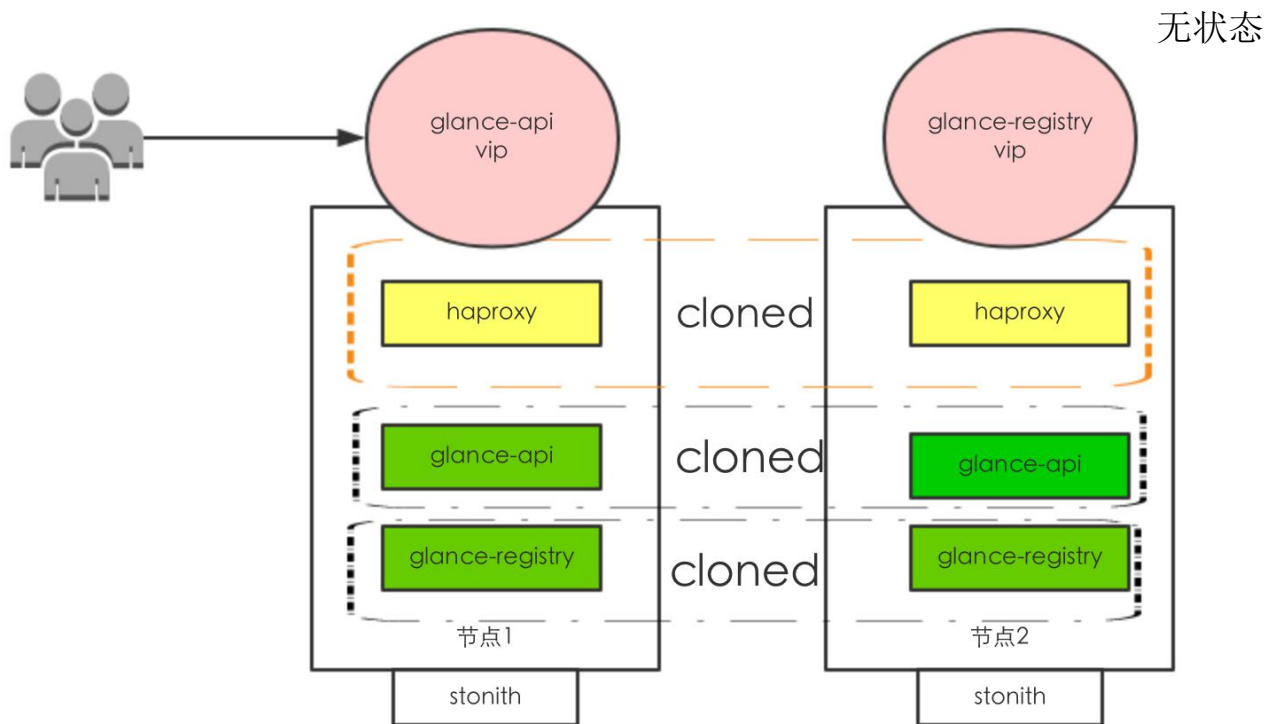 无状态
glance-api
vip
glance-registry
vip
haproxy
cloned
haproxy
glance-api
cloned
glance-api
glance-registry
cloned
glance-registry
节点1
节点2
stonith
stonith